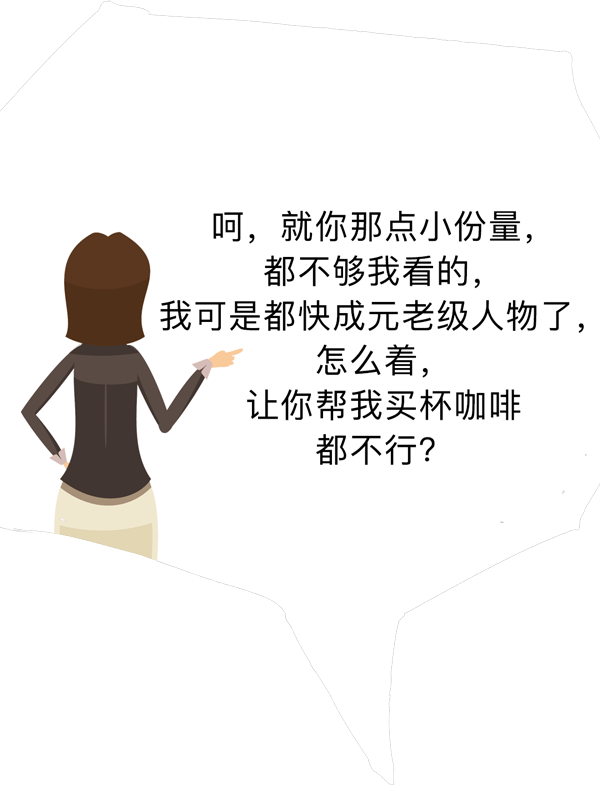 呵，就你那点小份量，
都不够我看的，
我可是都快成元老级人物了，
怎么着，
让你帮我买杯咖啡
都不行？